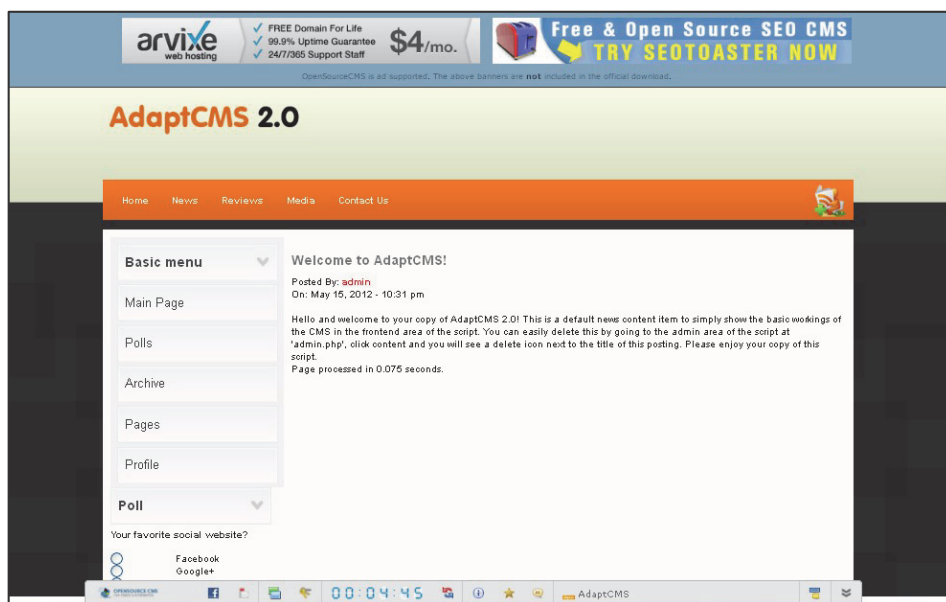 arvixe
web hosting
FREE Domain For Life
99.9% Uptime Guarantee
24/7/365 Support Staff
$4/mo.
Free & Open Source SEO CMS
TRY SEOTOASTER NOW
OpenSourceCMS is ad supported. The above banners are not included in the official download.
AdaptCMS 2.0
Home News Reviews Media Contact Us
Basic menu
Main Page
Polls
Archive
Pages
Profile
Poll
Your favorite social website?
Facebook
Google+
Welcome to AdaptCMS!
Posted By: admin
On: May 15, 2012 - 10:31 pm
Hello and welcome to your copy of AdaptCMS 2.0! This is a default news content item to simply show the basic workings of
the CMS in the frontend area of the script. You can easily delete this by going to the admin area of the script at
'admin.php', click content and you will see a delete icon next to the title of this posting. Please enjoy your copy of this
script.
Page processed in 0.075 seconds.
OPENSOURCE CMS
00:04:45
AdaptCMS